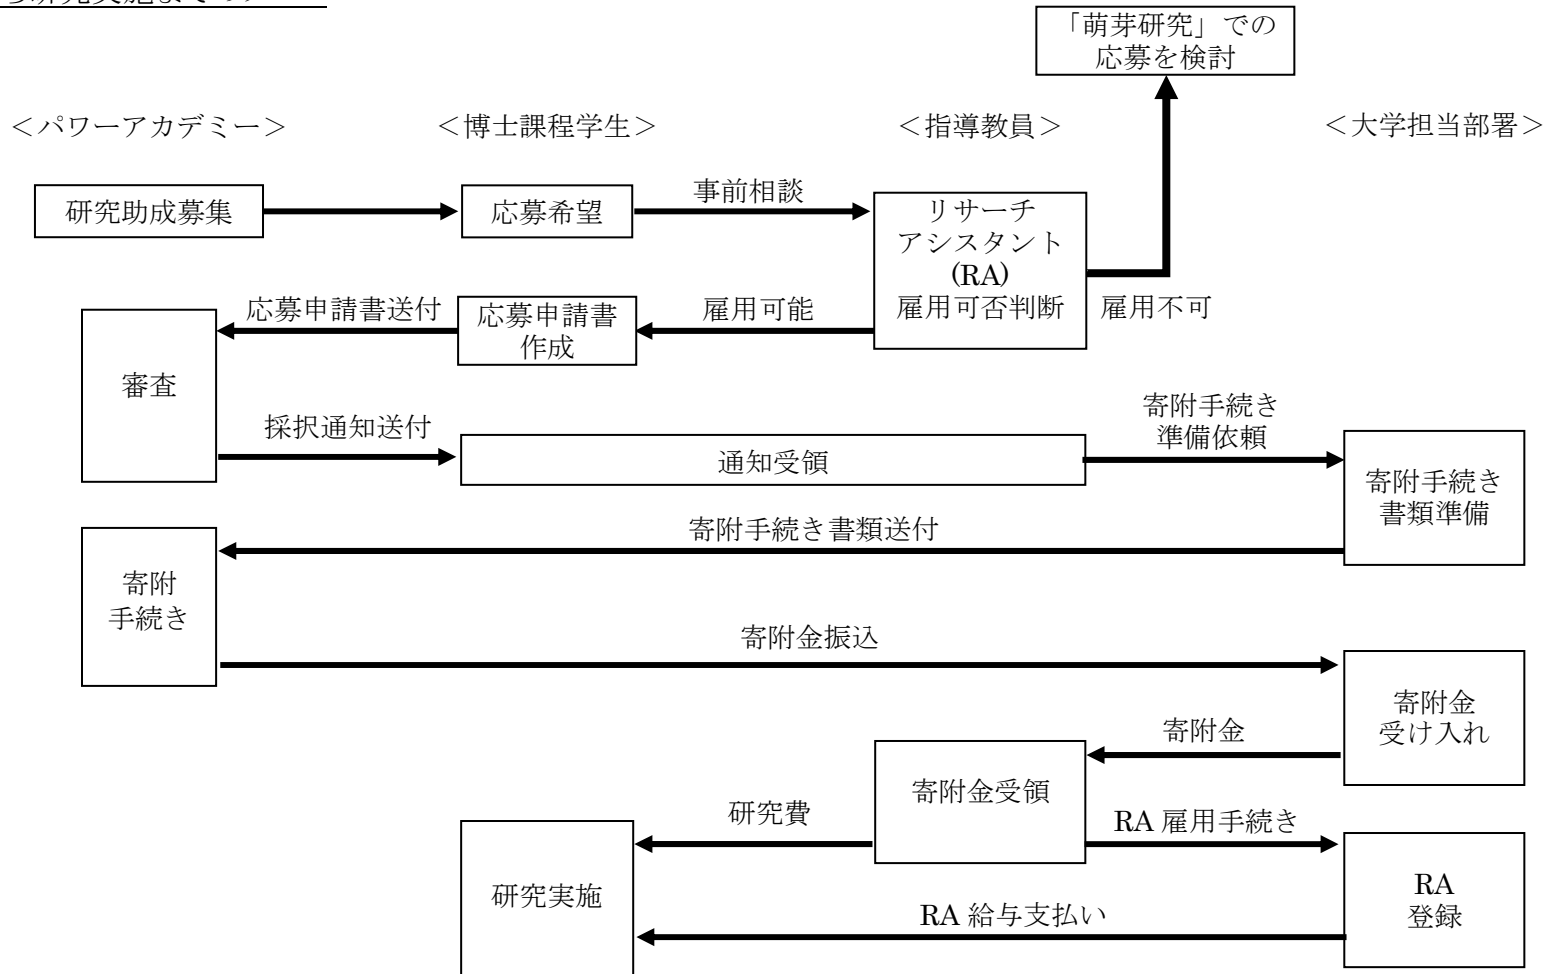 「萌芽研究」での
応募を検討
＜パワーアカデミー＞
＜博士課程学生＞
＜指導教員＞
＜大学担当部署＞
研究助成募集
応募希望
事前相談
リサーチ
アシスタント
(RA)
雇用可否判断
雇用不可
雇用可能
応募申請書
作成
応募申請書送付
審査
採択通知送付
通知受領
寄附手続き
準備依頼
寄附手続き
書類準備
寄附手続き書類送付
寄附
手続き
寄附金振込
寄附金
受け入れ
寄附金
寄附金受領
研究費
RA 雇用手続き
研究実施
RA
登録
RA 給与支払い